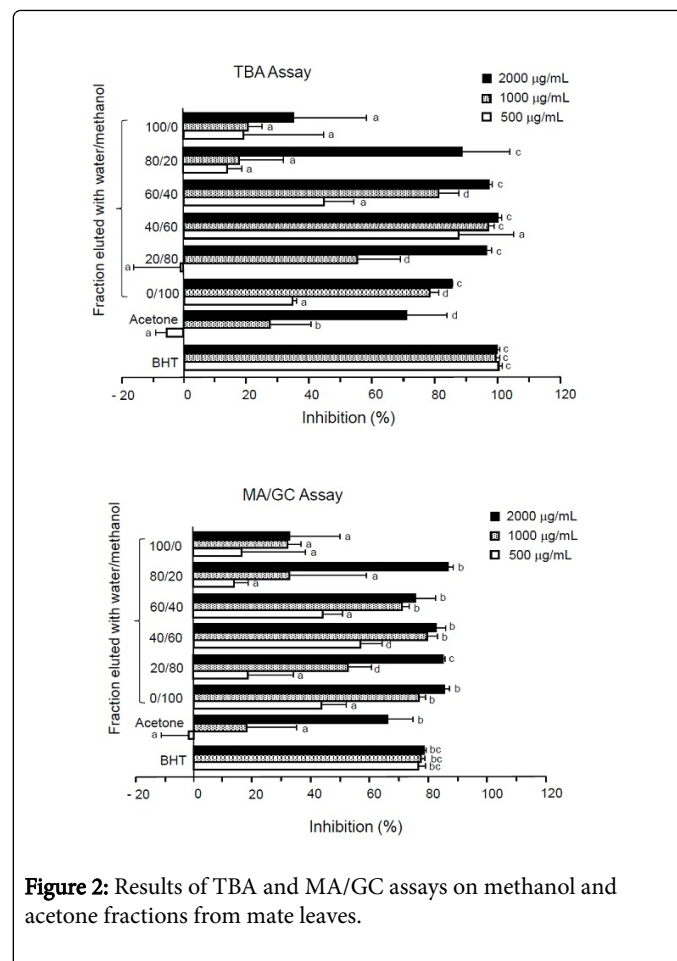 TBA Assay
2000 µg/mL
1000 µg/mL
500 µg/mL
Fraction eluted with water/methanol
100/0
a
a
a
80/20
c
a
a
60/40
c
d
a
40/60
c
c
a
20/80
c
d
a
0/100
c
d
a
Acetone
d
b
a
BHT
c
c
c
- 20 0 20 40 60 80 100 120
Inhibition (%)
MA/GC Assay
2000 µg/mL
1000 µg/mL
500 µg/mL
Fraction eluted with water/methanol
100/0
a
a
a
80/20
b
a
a
60/40
b
b
a
40/60
b
b
d
20/80
c
d
a
0/100
b
b
a
Acetone
b
a
a
BHT
bc
bc
bc
- 20 0 20 40 60 80 100 120
Inhibition (%)
Figure 2: Results of TBA and MA/GC assays on methanol and
acetone fractions from mate leaves.